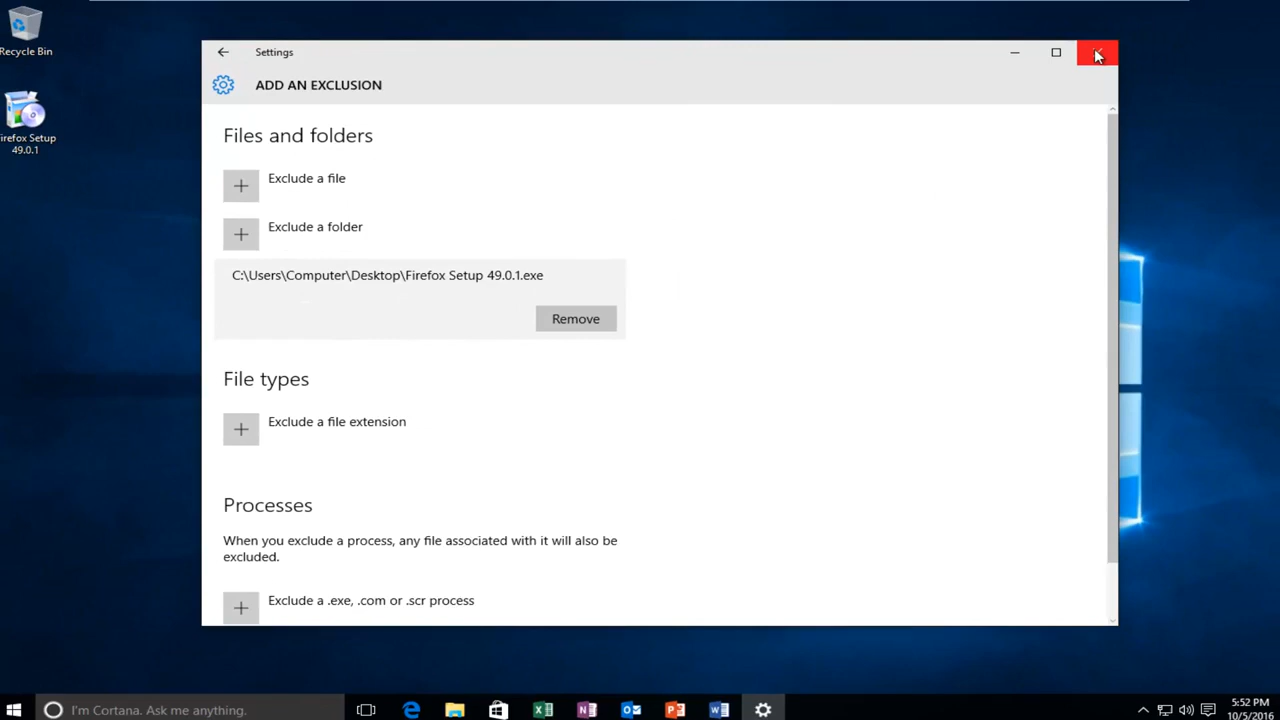 Recycle Bin
irefox Setup
49.0.1
Settings
ADD AN EXCLUSION
Files and folders
Exclude a file
Exclude a folder
C:\Users\Computer\Desktop\Firefox Setup 49.0.1.exe
Remove
File types
Exclude a file extension
Processes
When you exclude a process, any file associated with it will also be
excluded.
Exclude a .exe, .com or .scr process
I'm Cortana. Ask me anything.
5:52 PM
10/5/2016